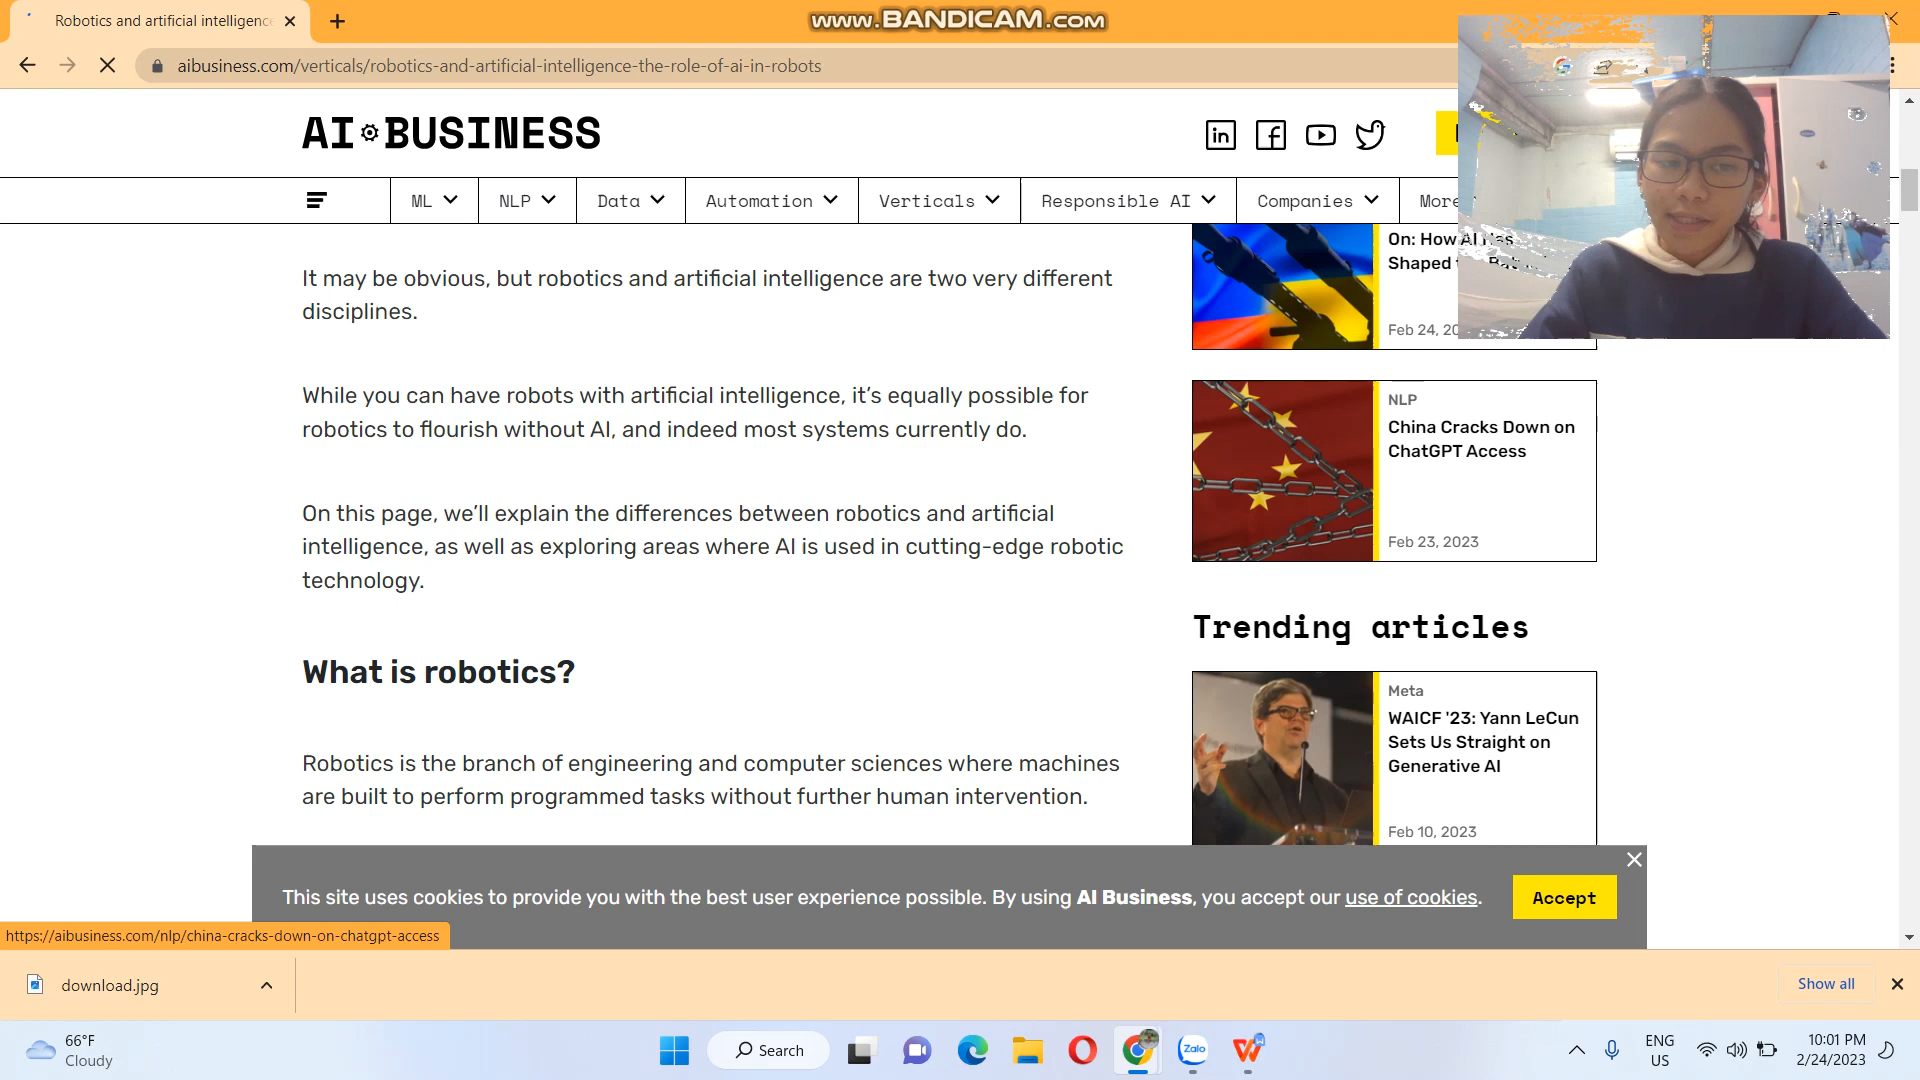 Robotics and artificial intelligence
www.BANDICAM.com
aibusiness.com/verticals/robotics-and-artificial-intelligence-the-role-of-ai-in-robots
AI BUSINESS
in
ML
NLP
Data
Automation
Verticals
Responsible AI
Companies
More
It may be obvious, but robotics and artificial intelligence are two very different
disciplines.
While you can have robots with artificial intelligence, it's equally possible for
robotics to flourish without AI, and indeed most systems currently do.
On this page, we'll explain the differences between robotics and artificial
intelligence, as well as exploring areas where AI is used in cutting-edge robotic
technology.
What is robotics?
Robotics is the branch of engineering and computer sciences where machines
are built to perform programmed tasks without further human intervention.
On: How AI Has
Shaped
Feb 24, 20
NLP
China Cracks Down on
ChatGPT Access
Feb 23, 2023
Trending articles
Meta
WAICF '23: Yann LeCun
Sets Us Straight on
Generative AI
Feb 10, 2023
This site uses cookies to provide you with the best user experience possible. By using AI Business, you accept our use of cookies.
Accept
https://aibusiness.com/nlp/china-cracks-down-on-chatgpt-access
download.jpg
Show all
66°F
Cloudy
Search
Zalo
ENG
US
10:01 PM
2/24/2023